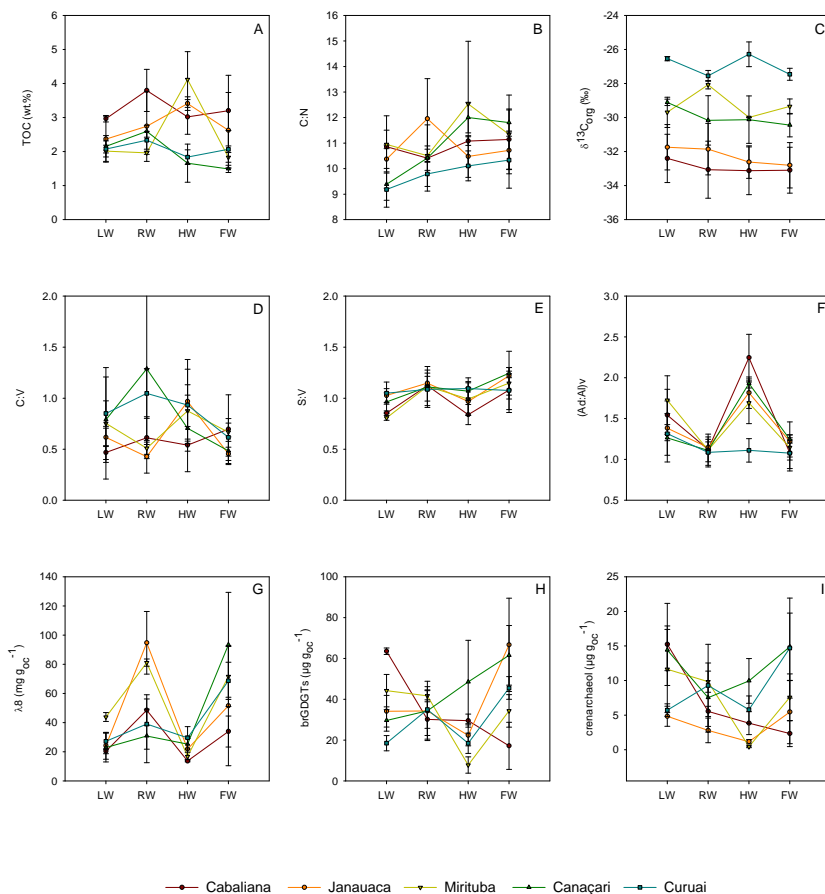 A
TOC (wt.%)
6
5
4
3
2
1
0
LW RW HW FW
B
C:N
16
15
14
13
12
11
10
9
8
LW RW HW FW
C
δ13Corg (‰)
-24
-26
-28
-30
-32
-34
-36
LW RW HW FW
D
C:V
2.0
1.5
1.0
0.5
0.0
LW RW HW FW
E
S:V
2.0
1.5
1.0
0.5
0.0
LW RW HW FW
F
(Ad:Al)v
3.0
2.5
2.0
1.5
1.0
0.5
LW RW HW FW
G
λ8 (mg goc-1)
140
120
100
80
60
40
20
0
LW RW HW FW
H
brGDGTs (µg goc-1)
100
80
60
40
20
0
LW RW HW FW
I
crenarchaeol (µg goc-1)
25
20
15
10
5
0
LW RW HW FW
Cabaliana Janauaca Mirituba Canaçari Curuai